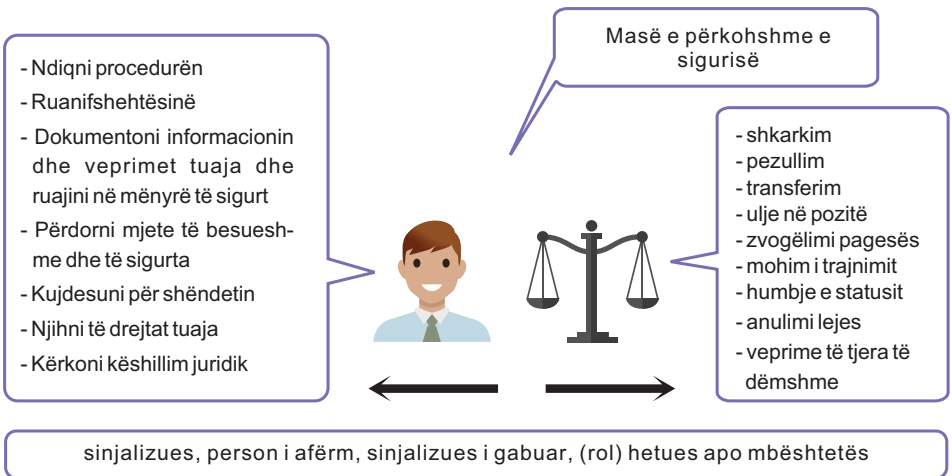 Masë e përkohshme e
sigurisë
- Ndiqni procedurën
- Ruanifshehtësinë
- Dokumentoni informacionin
dhe veprimet tuaja dhe
ruajini në mënyrë të sigurt
- Përdorni mjete të besuesh-
me dhe të sigurta
- Kujdesuni për shëndetin
- Njihni të drejtat tuaja
- Kërkoni këshillim juridik
- shkarkim
- pezullim
- transferim
- ulje në pozitë
- zvogëlimi pagesës
- mohim i trajnimit
- humbje e statusit
- anulimi lejes
- veprime të tjera të
dëmshme
sinjalizues, person i afërm, sinjalizues i gabuar, (rol) hetues apo mbështetës